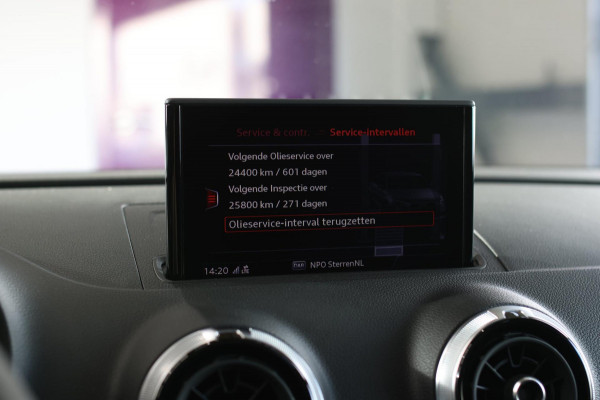 Service & contr. Service-intervallen
Volgende Olieservice over
24400 km / 601 dagen
Volgende Inspectie over
25800 km / 271 dagen
Olieservice-interval terugzetten
14:20 NPO SterrenNL